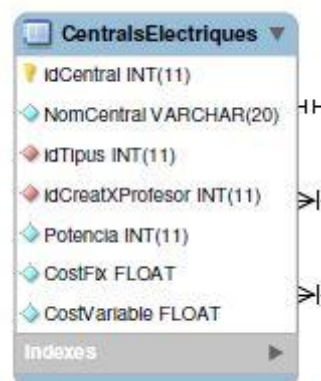 CentralsElectriques
idCentral INT(11)
NomCentral VARCHAR(20)
idTipus INT(11)
idCreatXProfesor INT(11)
Potencia INT(11)
CostFix FLOAT
CostVariable FLOAT
Indexes